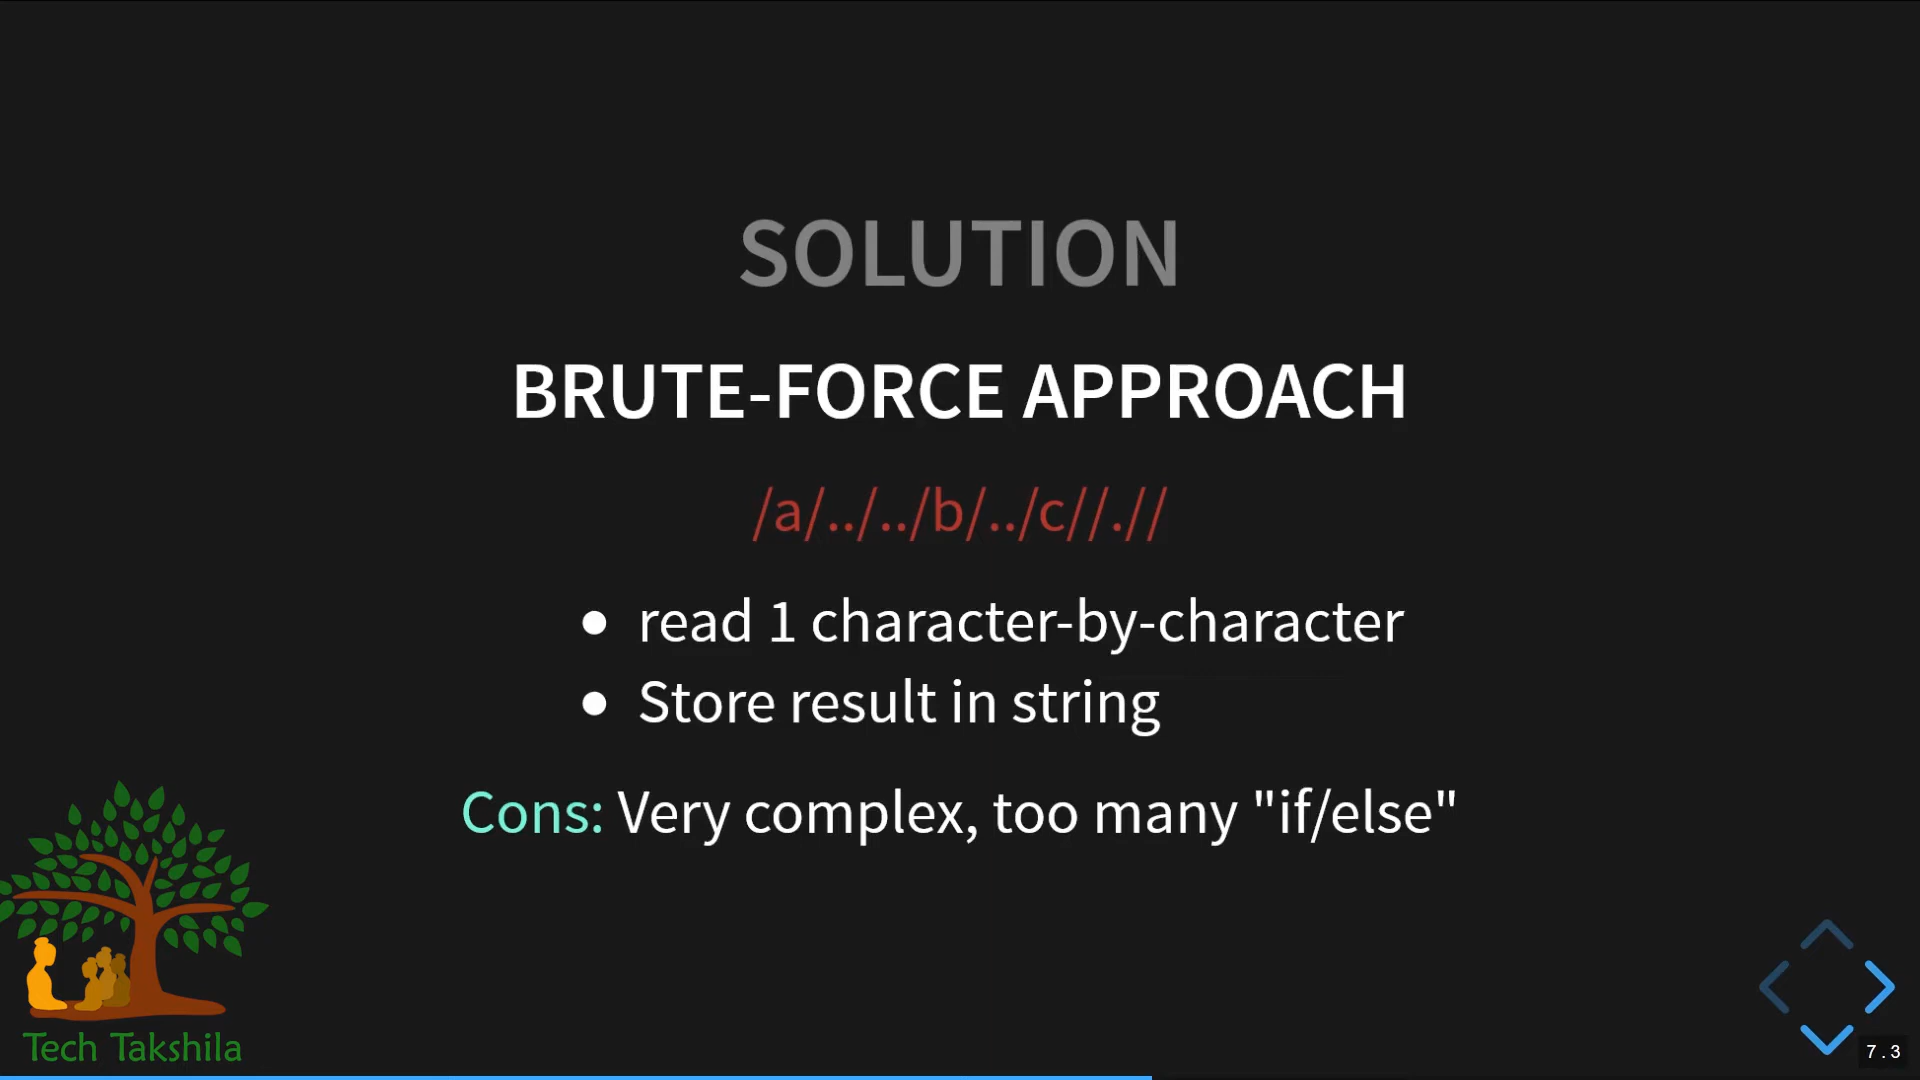 SOLUTION
BRUTE-FORCE APPROACH
/a/../../b/../c//.//
read 1 character-by-character
Store result in string
Cons: Very complex, too many "if/else"
Tech Takshila
7.3